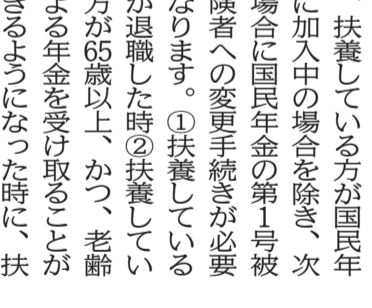 、扶養している方が国民年
に加入中の場合を除き、次
場合に国民年金の第1号被
険者への変更手続きが必要
なります。①扶養している
が退職した時②扶養してい
方が65歳以上、かつ、老齢
よる年金を受け取ることが
きるようになった時に、扶